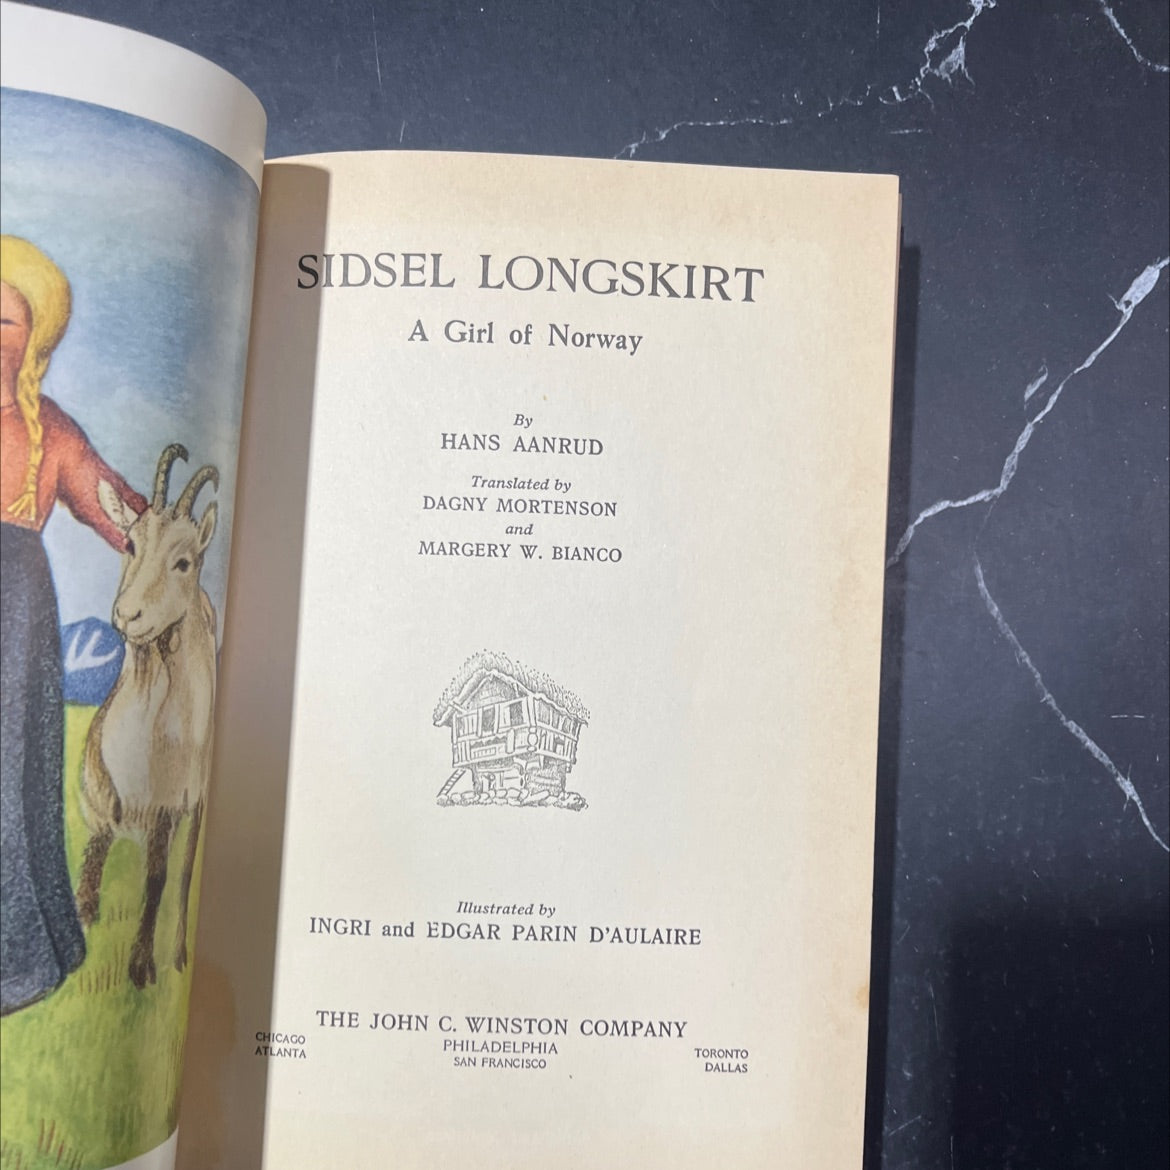 SIDSEL LONGSKIRT
A Girl of Norway
By
HANS AANRUD
Translated by
DAGNY MORTENSON
and
MARGERY W. BIANCO
Illustrated by
INGRI and EDGAR PARIN D'AULAIRE
THE JOHN C. WINSTON COMPANY
CHICAGO
ATLANTA
PHILADELPHIA
SAN FRANCISCO
TORONTO
DALLAS